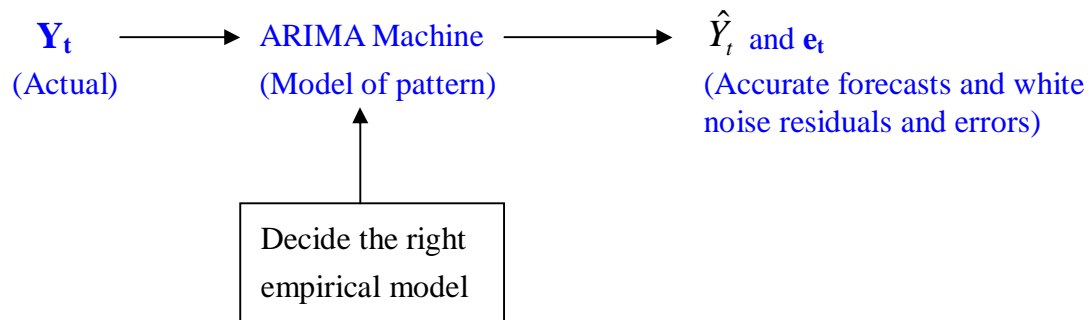 Yt ARIMA Machine Ŷt and et
(Actual) (Model of pattern) (Accurate forecasts and white
noise residuals and errors)
Decide the right
empirical model